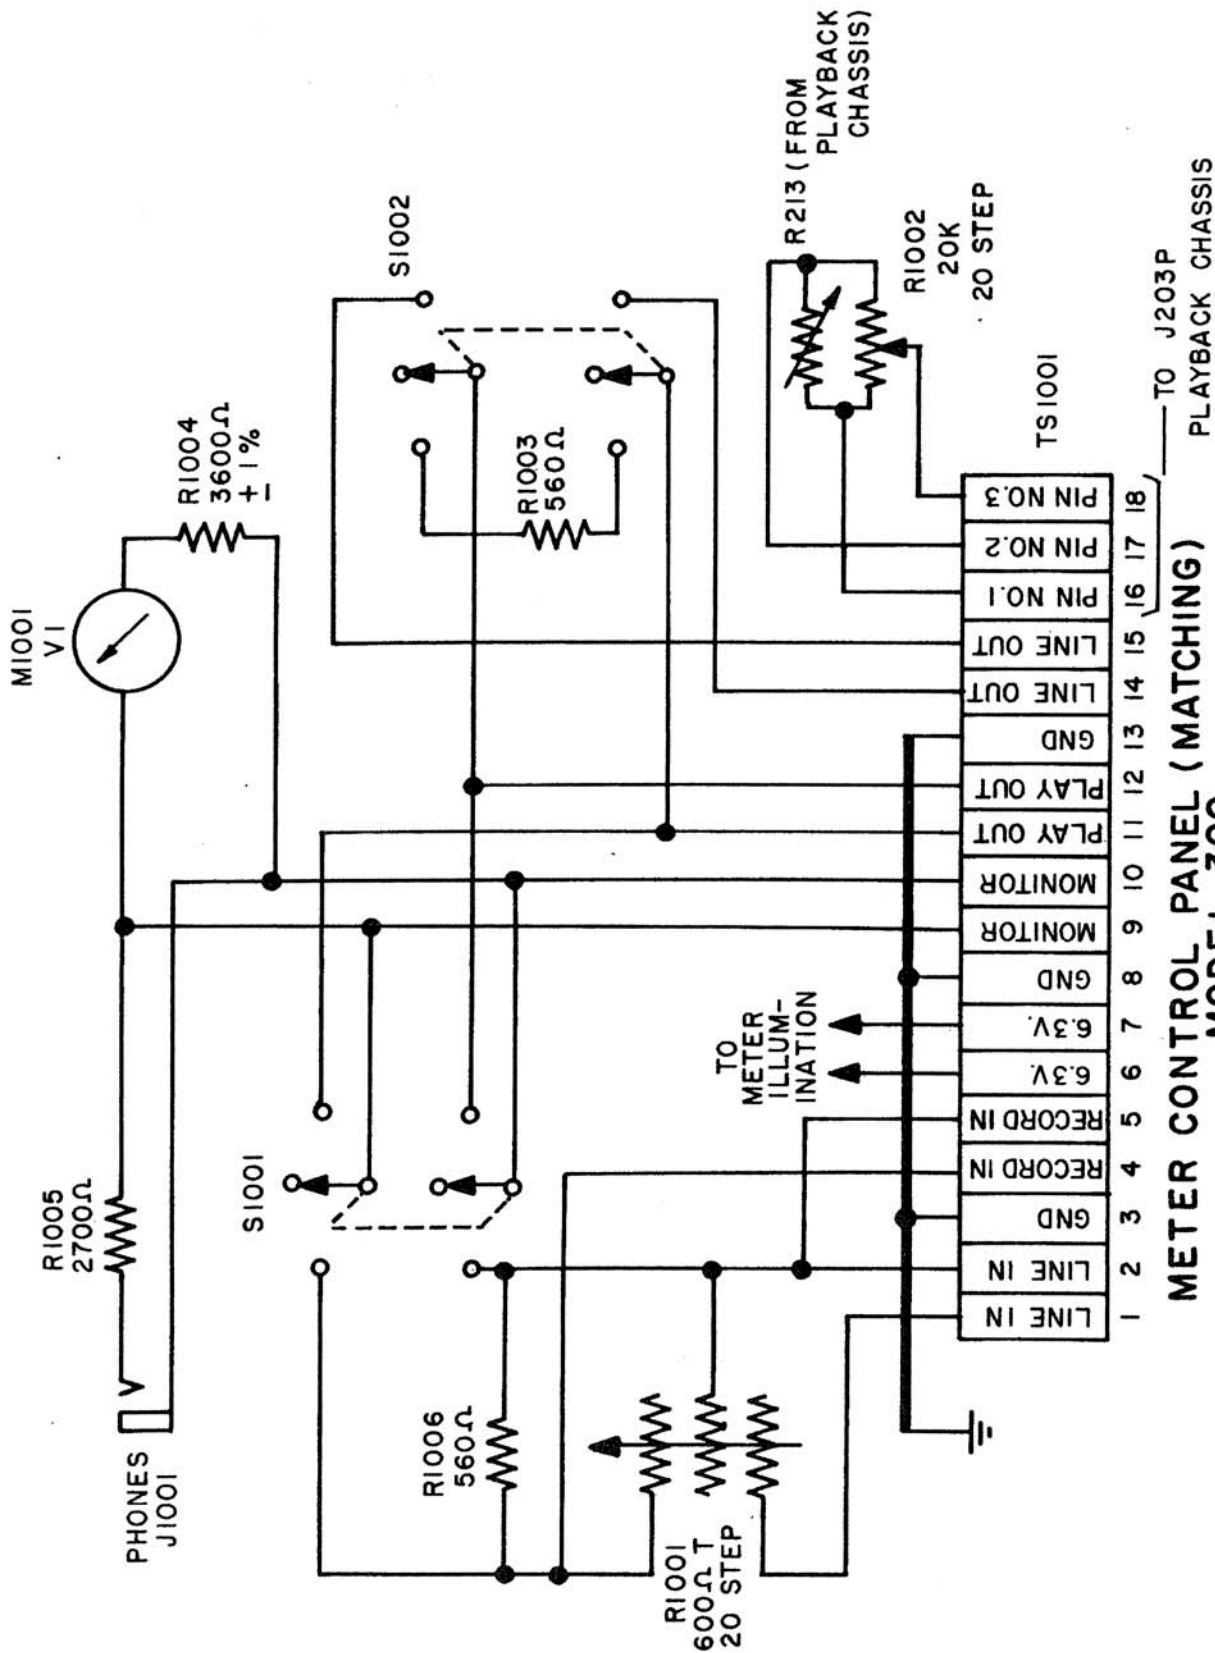 M1001
V1
R1004
3600Ω
±1%
S1002
R1005
2700Ω
PHONES
J1001
S1001
R1003
560Ω
R213 (FROM
PLAYBACK
CHASSIS)
R1002
20K
20 STEP
R1006
560Ω
R1001
600Ω T
20 STEP
TO
METER
ILLUM-
INATION
TS1001
LINE IN
LINE IN
GND
RECORD IN
RECORD IN
6.3V.
6.3V.
GND
MONITOR
MONITOR
PLAY OUT
PLAY OUT
GND
LINE OUT
LINE OUT
PIN NO.1
PIN NO.2
PIN NO.3
1 2 3 4 5 6 7 8 9 10 11 12 13 14 15 16 17 18
TO J203P
PLAYBACK CHASSIS
METER CONTROL PANEL (MATCHING)
MODEL 300